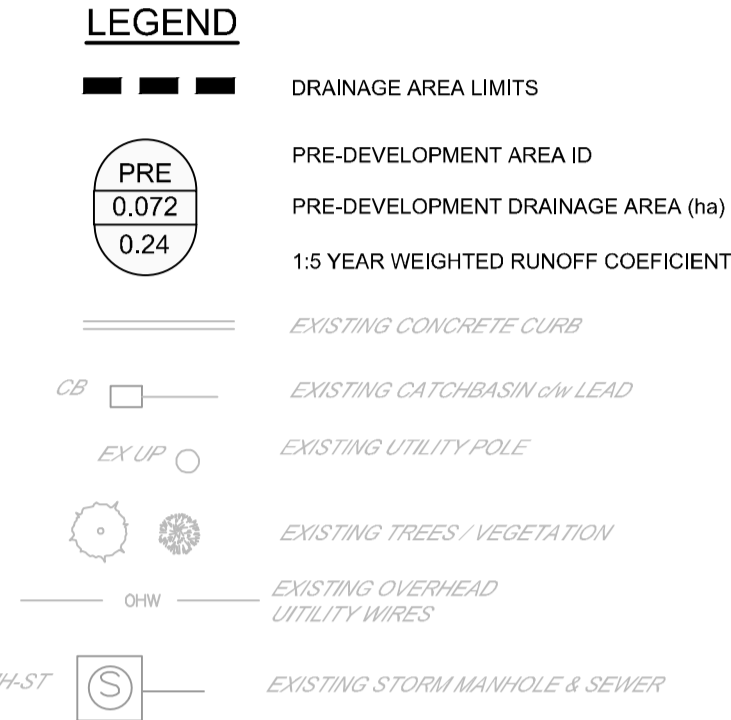 LEGEND
DRAINAGE AREA LIMITS
PRE
PRE-DEVELOPMENT AREA ID
0.072
PRE-DEVELOPMENT DRAINAGE AREA (ha)
0.24
1:5 YEAR WEIGHTED RUNOFF COEFICIENT
EXISTING CONCRETE CURB
CB
EXISTING CATCHBASIN c/w LEAD
EX UP
EXISTING UTILITY POLE
EXISTING TREES / VEGETATION
OHW
EXISTING OVERHEAD
UITILITY WIRES
H-ST
S
EXISTING STORM MANHOLE & SEWER